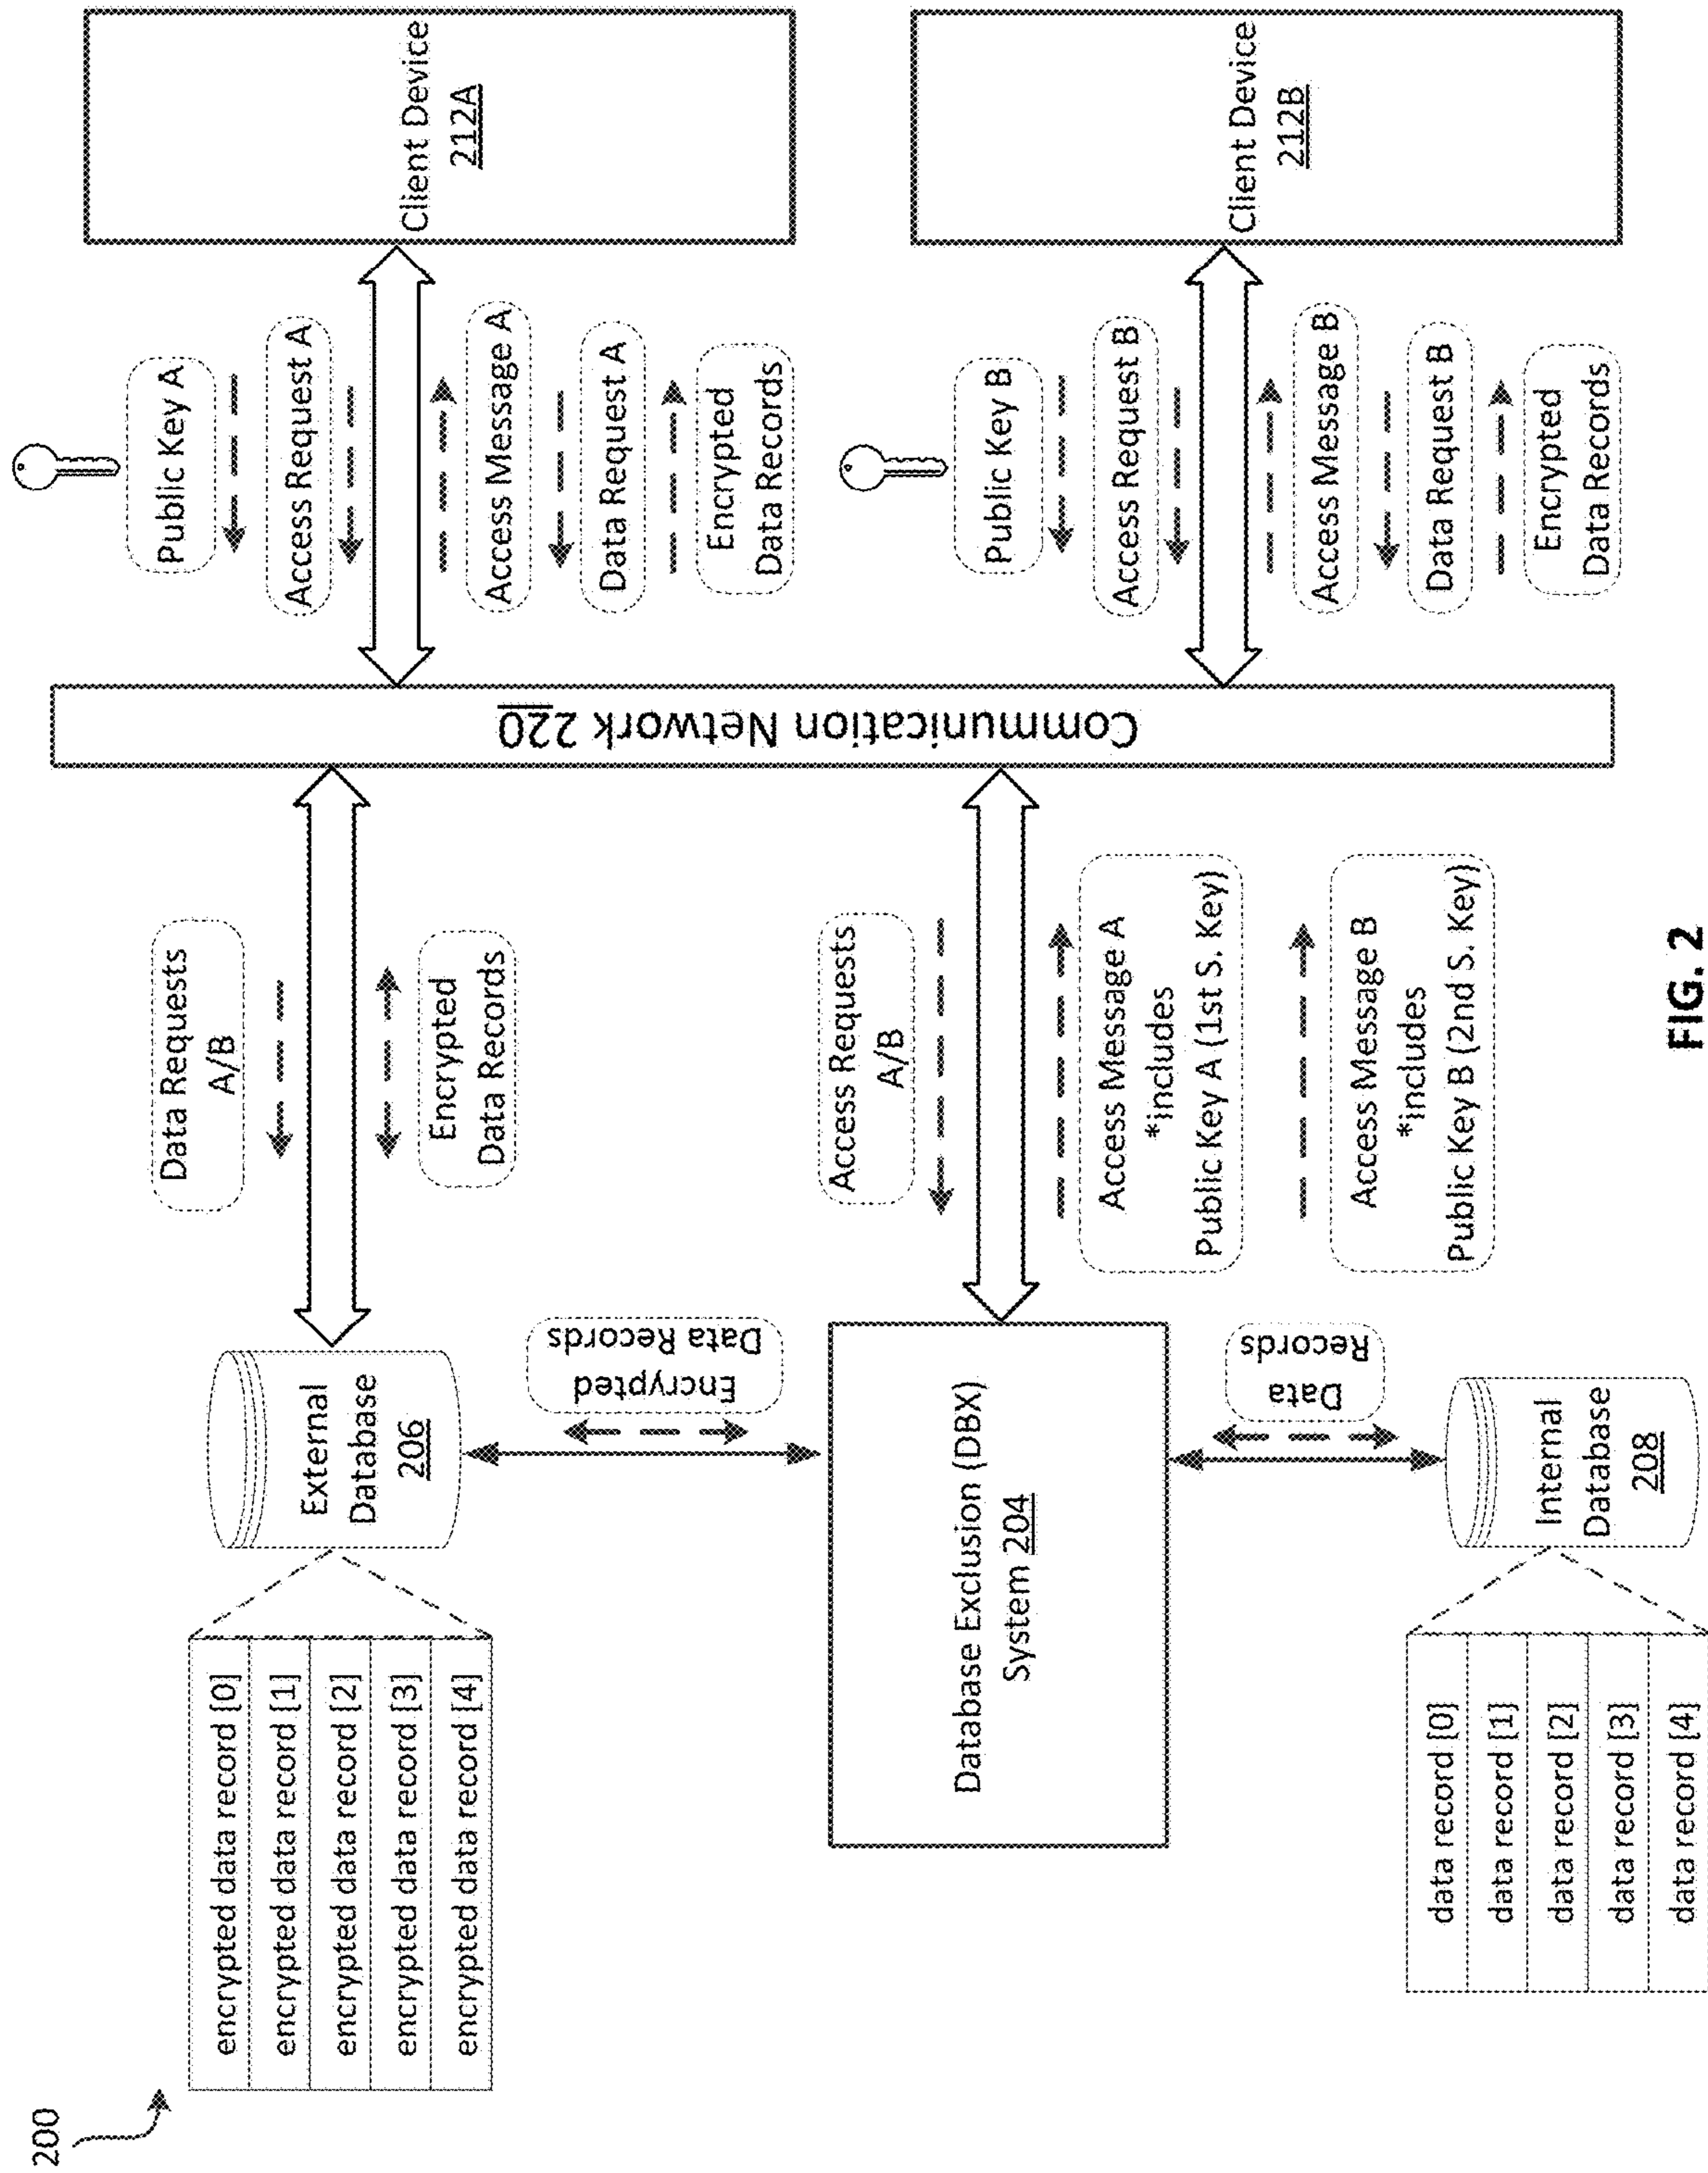 200
encrypted data record [0]
encrypted data record [1]
encrypted data record [2]
encrypted data record [3]
encrypted data record [4]
External
Database
206
Data Requests
A/B
Encrypted
Data Records
Encrypted
Data Records
Database Exclusion (DBX)
System 204
Access Requests
A/B
Access Message A
*includes
Public Key A (1st S. Key)
Access Message B
*includes
Public Key B (2nd S. Key)
Data
Records
Internal
Database
208
data record [0]
data record [1]
data record [2]
data record [3]
data record [4]
Communication Network 220
Public Key A
Access Request A
Access Message A
Data Request A
Encrypted
Data Records
Client Device
212A
Public Key B
Access Request B
Access Message B
Data Request B
Encrypted
Data Records
Client Device
212B
FIG. 2